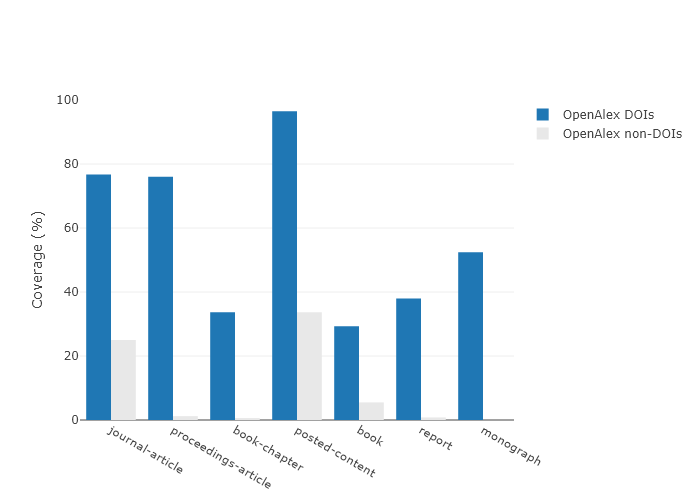 100
80
60
40
20
0
Coverage (%)
journal-article
proceedings-article
book-chapter
posted-content
book
report
monograph
OpenAlex DOIs
OpenAlex non-DOIs